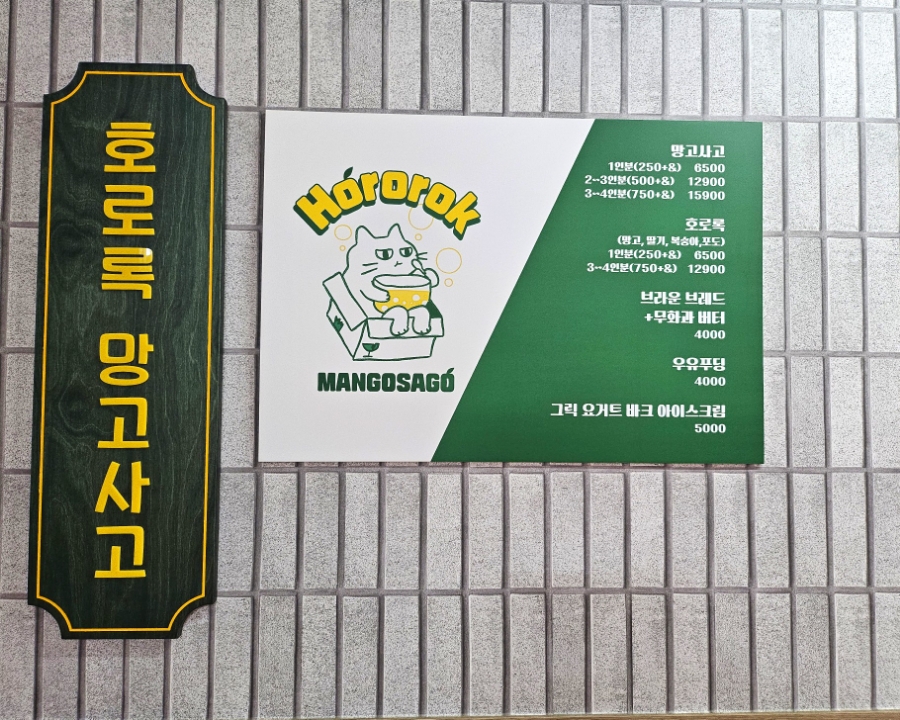 호로록 망고사고
Hórorok
MANGOSAGÓ
망고사고
1인분(250+&) 6500
2~3인분(500+&) 12900
3~4인분(750+&) 15900
호로록
(망고, 딸기, 복숭아,포도)
1인분(250+&) 6500
3~4인분(750+&) 12900
브라운 브레드
+무화과 버터
4000
우유푸딩
4000
그릭 요거트 바크 아이스크림
5000